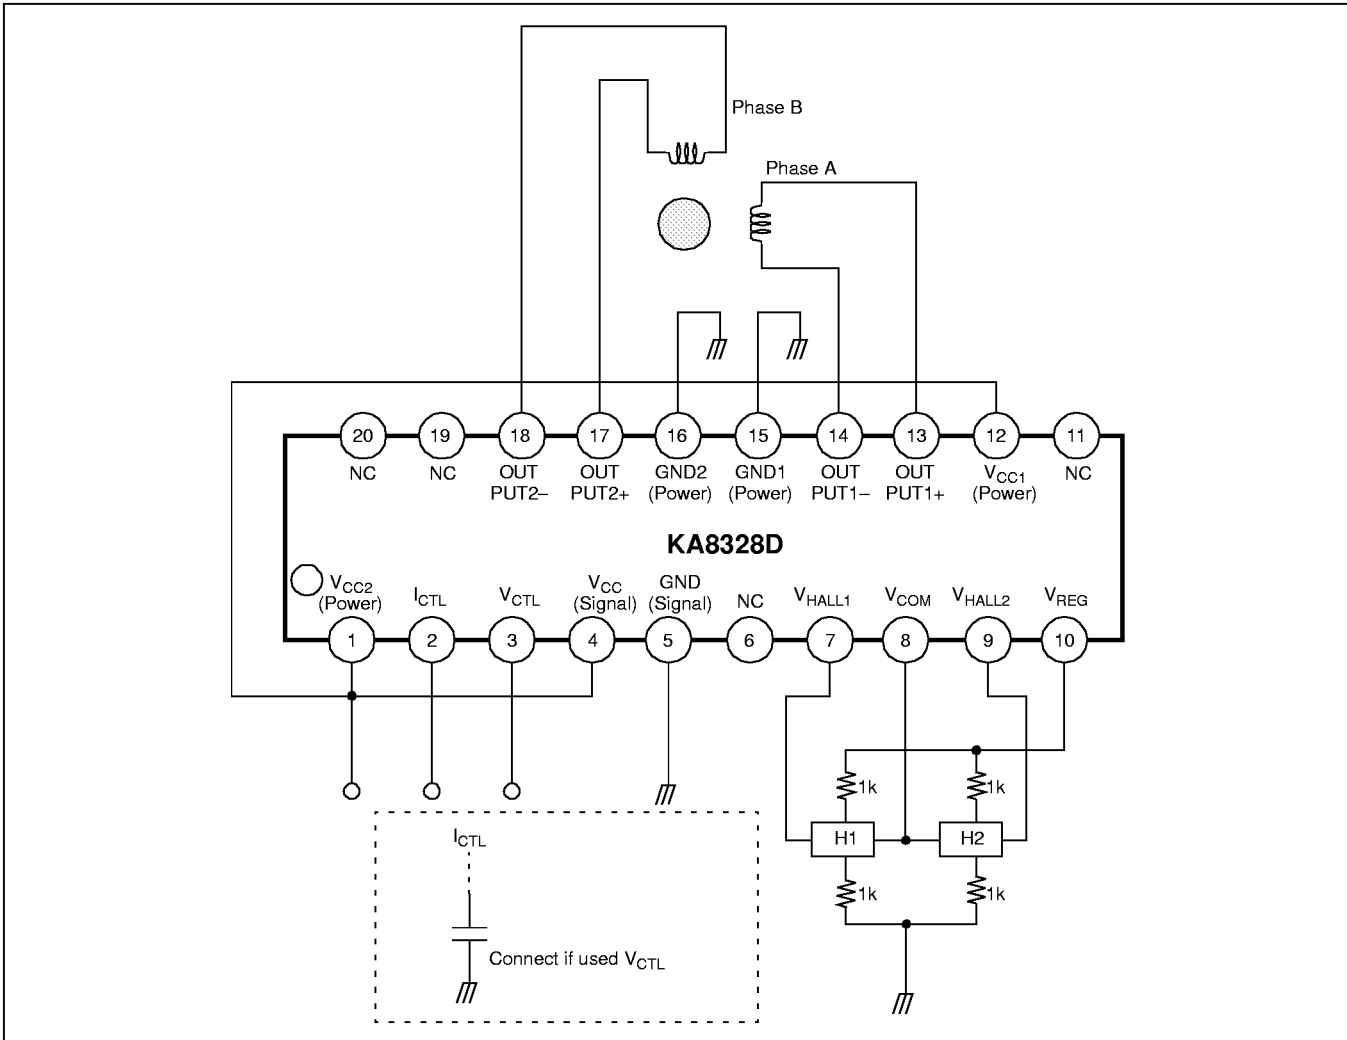 Phase B
Phase A
20 19 18 17 16 15 14 13 12 11
NC NC OUT OUT GND2 GND1 OUT OUT VCC1 NC
PUT2– PUT2+ (Power) (Power) PUT1– PUT1+ (Power)
KA8328D
VCC2 ICTL VCTL VCC GND NC VHALL1 VCOM VHALL2 VREG
(Power) (Signal) (Signal)
1 2 3 4 5 6 7 8 9 10
1k 1k
H1 H2
1k 1k
ICTL
Connect if used VCTL